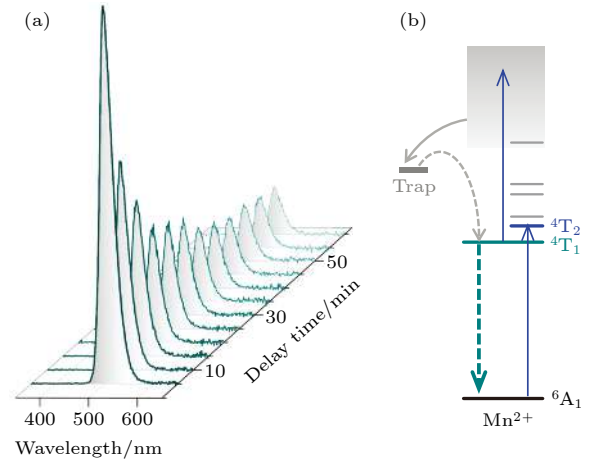 (a)
400
500
600
Wavelength/nm
10
30
50
Delay time/min
(b)
Trap
⁴T₂
⁴T₁
⁶A₁
Mn²⁺